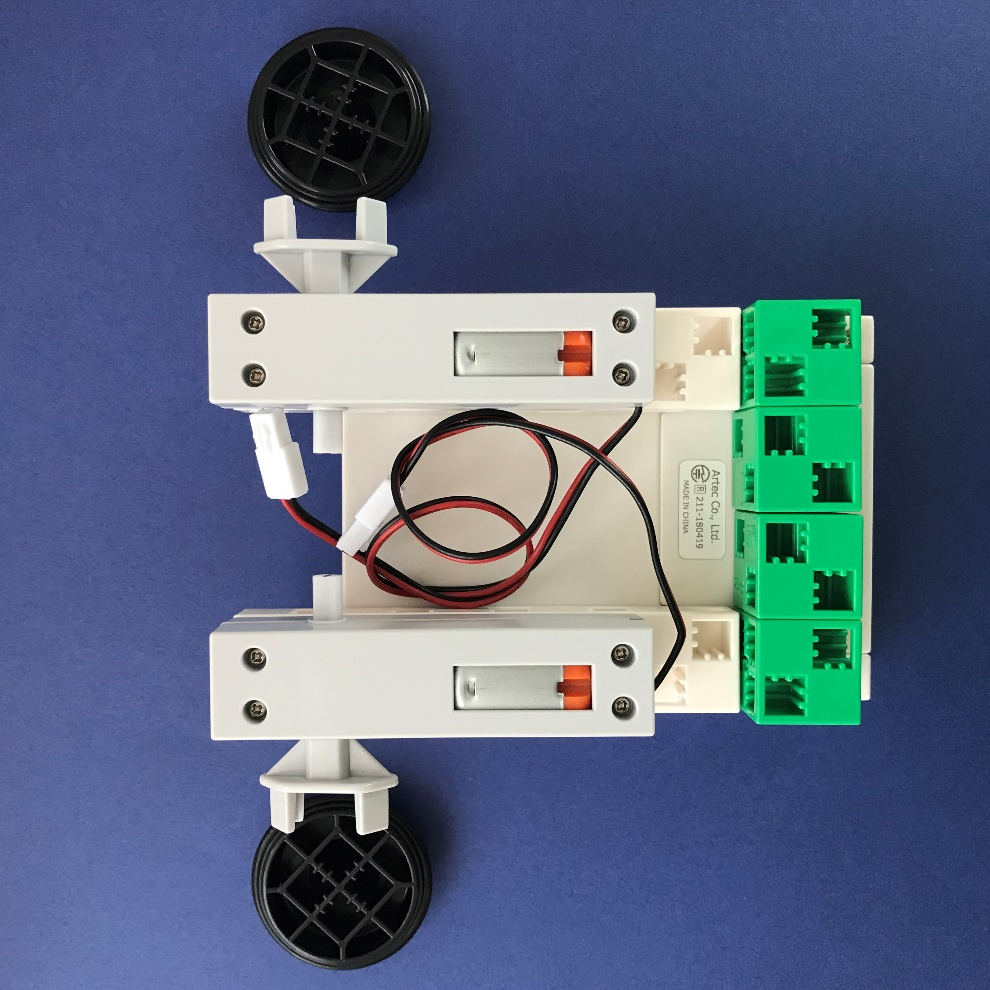 Artec Co., Ltd.
R 211-180419
MADE IN CHINA